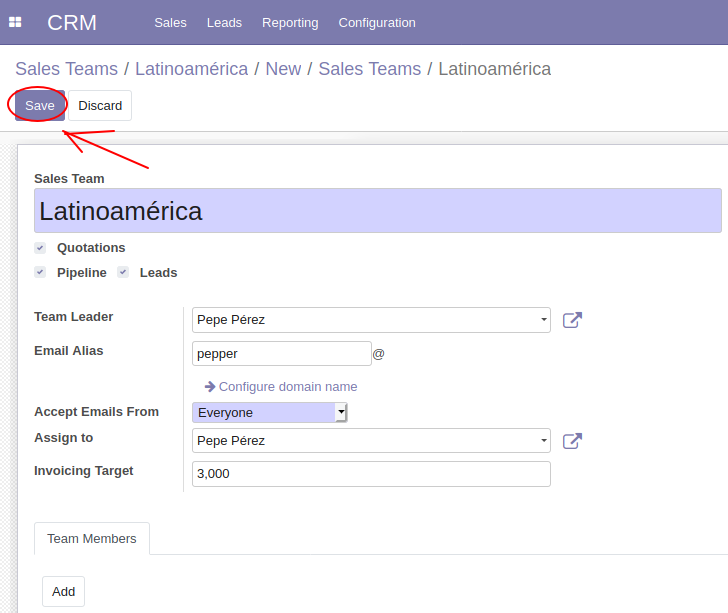 CRM Sales Leads Reporting Configuration
Sales Teams / Latinoamérica / New / Sales Teams / Latinoamérica
Save Discard
Sales Team
Latinoamérica
Quotations
Pipeline Leads
Team Leader Pepe Pérez
Email Alias pepper @
Configure domain name
Accept Emails From Everyone
Assign to Pepe Pérez
Invoicing Target 3,000
Team Members
Add